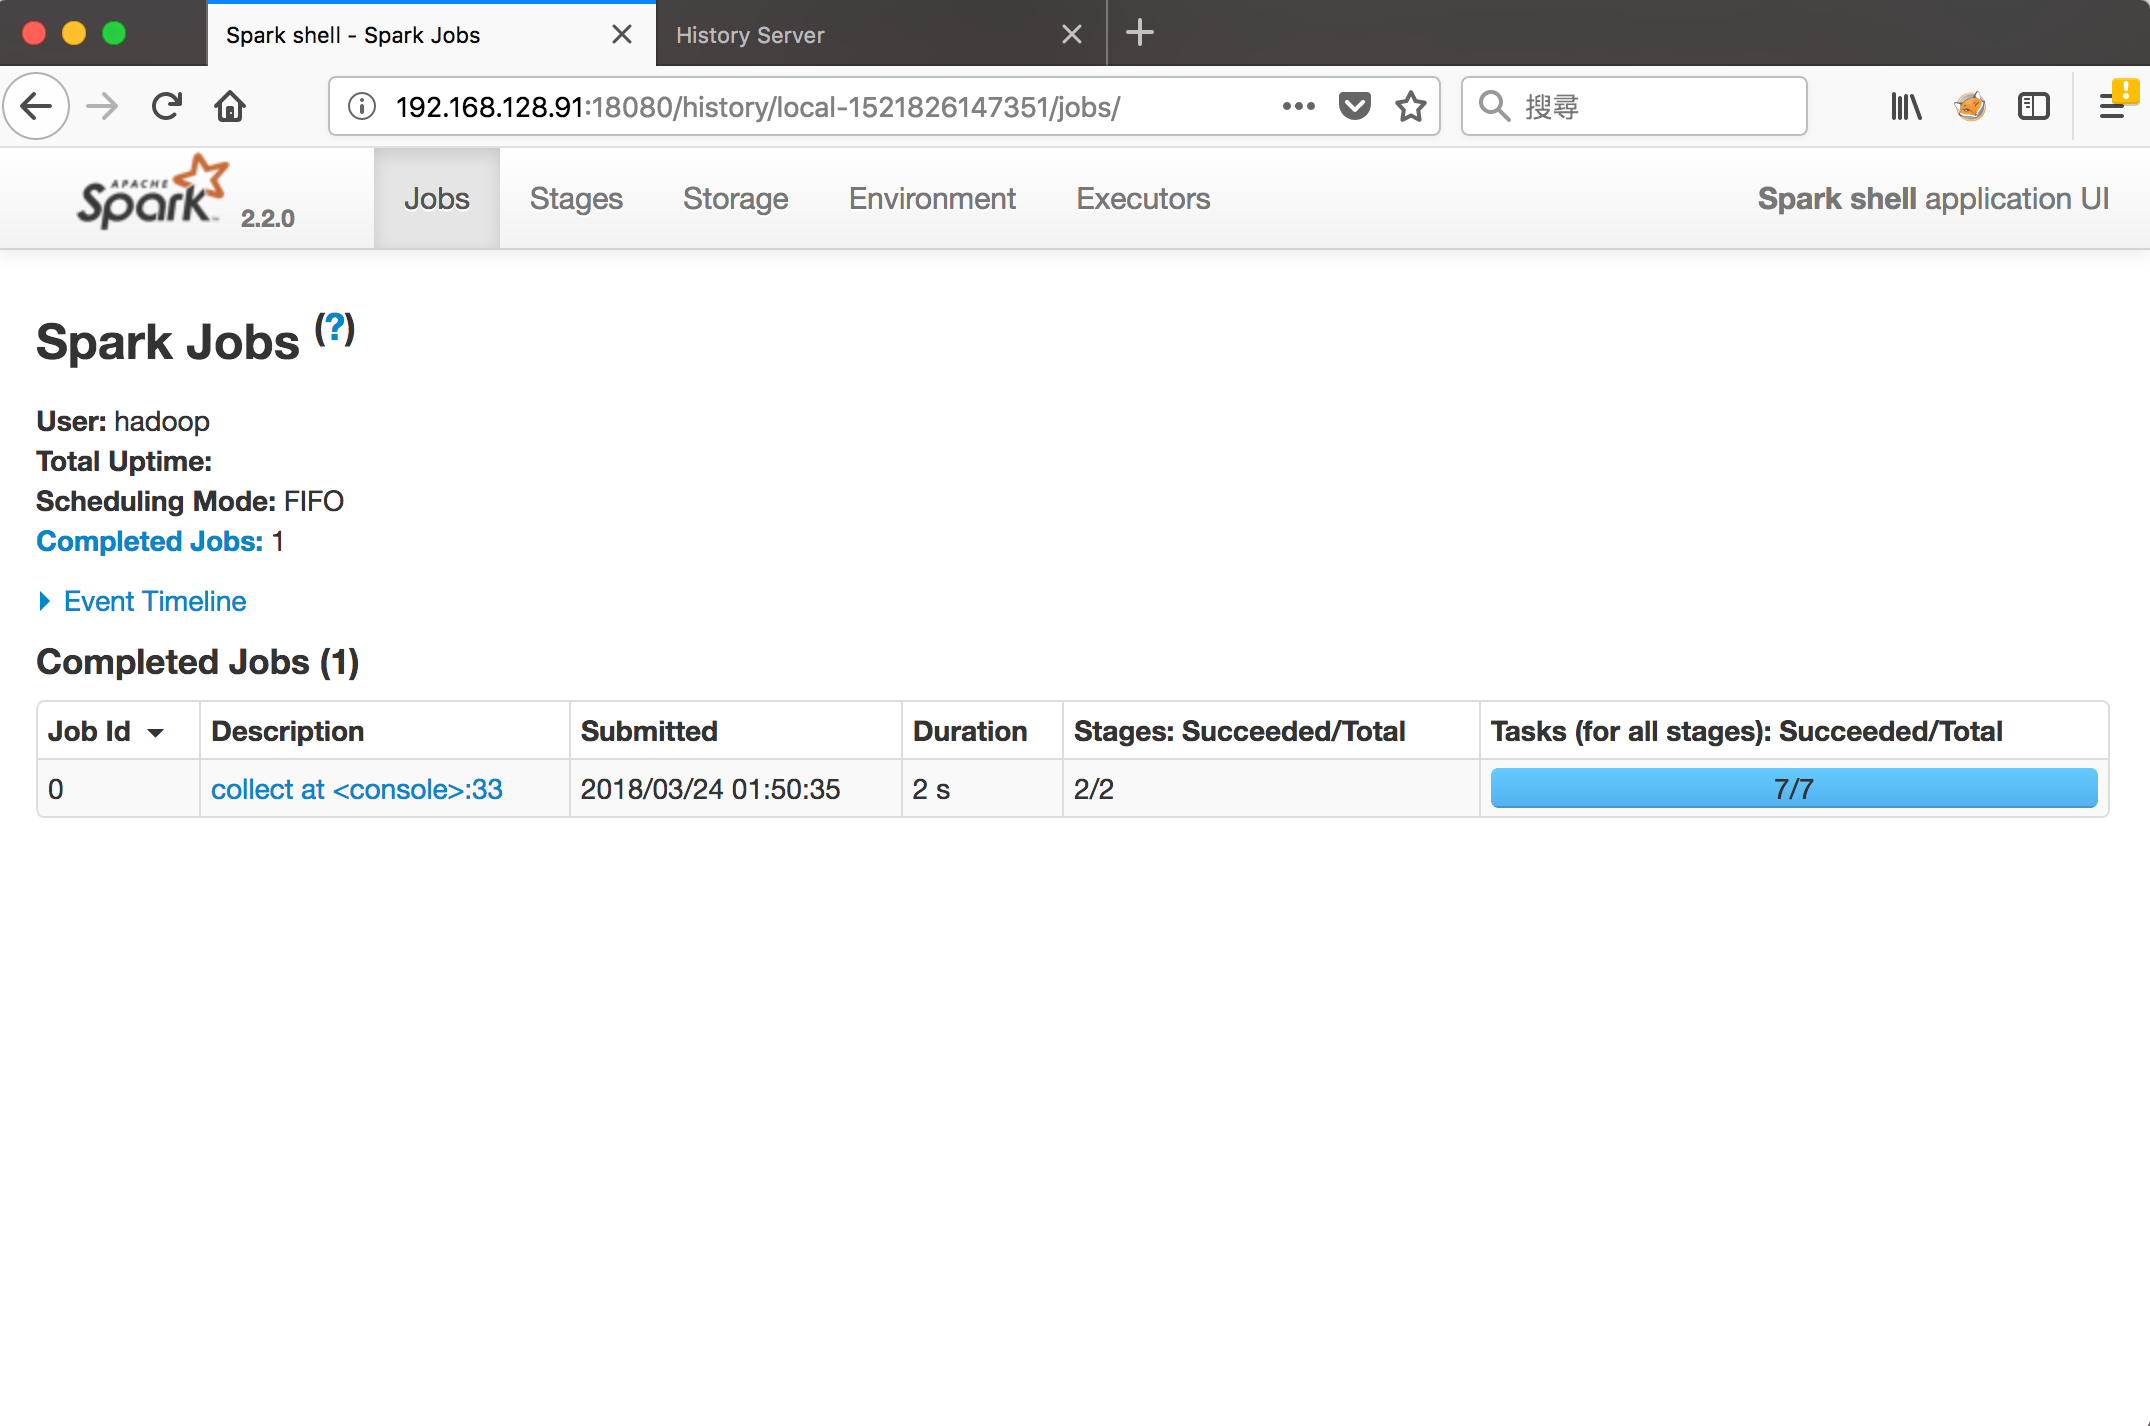 Spark shell - Spark Jobs History Server
192.168.128.91:18080/history/local-1521826147351/jobs/ 搜尋
APACHE Spark™ 2.2.0 Jobs Stages Storage Environment Executors Spark shell application UI
Spark Jobs (?)
User: hadoop
Total Uptime:
Scheduling Mode: FIFO
Completed Jobs: 1
Event Timeline
Completed Jobs (1)
Job Id Description Submitted Duration Stages: Succeeded/Total Tasks (for all stages): Succeeded/Total
0 collect at <console>:33 2018/03/24 01:50:35 2 s 2/2 7/7